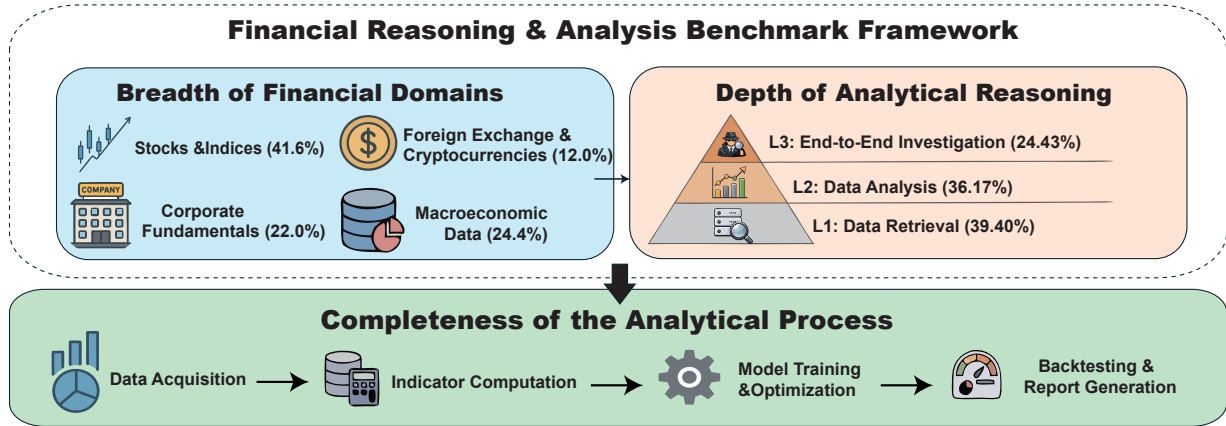 Financial Reasoning & Analysis Benchmark Framework
Breadth of Financial Domains
Stocks &Indices (41.6%)
Foreign Exchange &
Cryptocurrencies (12.0%)
COMPANY
Corporate
Fundamentals (22.0%)
Macroeconomic
Data (24.4%)
Depth of Analytical Reasoning
L3: End-to-End Investigation (24.43%)
L2: Data Analysis (36.17%)
L1: Data Retrieval (39.40%)
Completeness of the Analytical Process
Data Acquisition
Indicator Computation
Model Training
&Optimization
Backtesting &
Report Generation